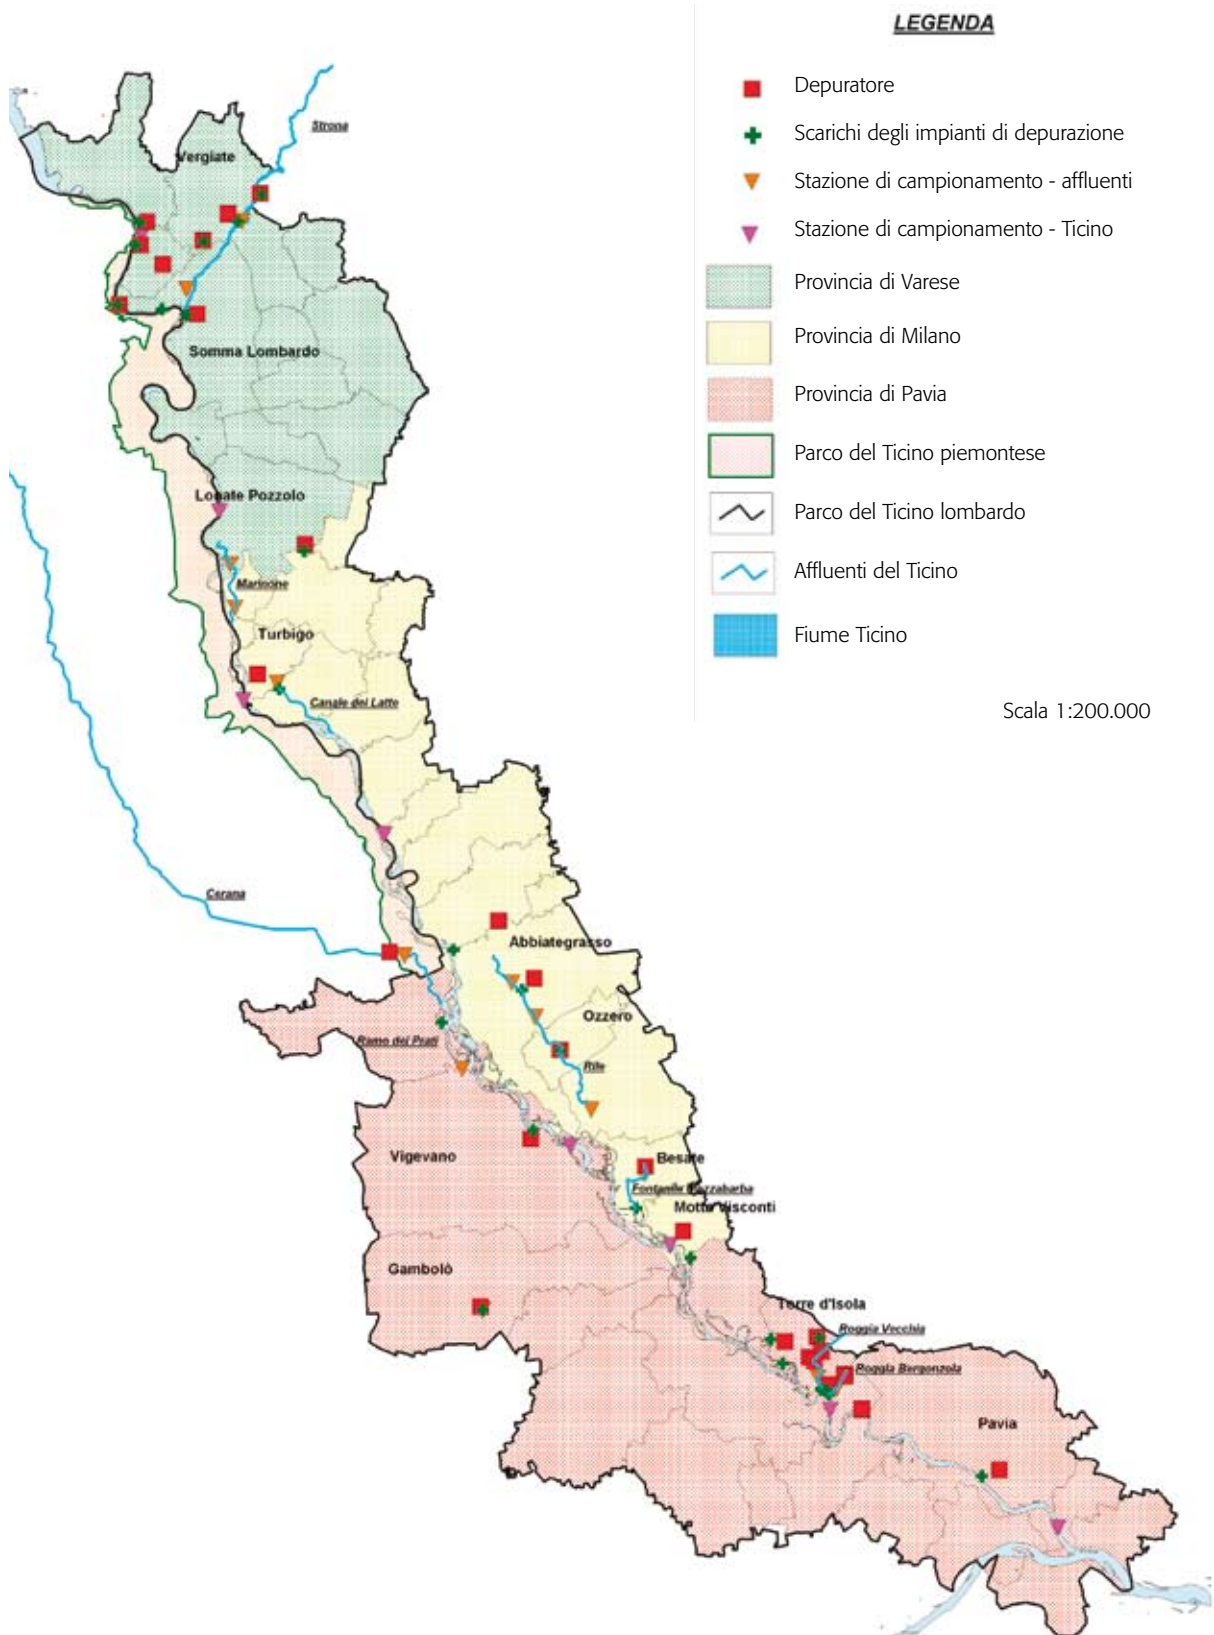 LEGENDA
Depuratore
Scarichi degli impianti di depurazione
Stazione di campionamento - affluenti
Stazione di campionamento - Ticino
Provincia di Varese
Provincia di Milano
Provincia di Pavia
Parco del Ticino piemontese
Parco del Ticino lombardo
Affluenti del Ticino
Fiume Ticino
Scala 1:200.000
Strona
Vergiate
Somma Lombardo
Lonate Pozzolo
Marinone
Turbigo
Canale del Latte
Abbiategrasso
Ozzero
Ramo dei Prati
Rile
Vigevano
Besate
Motta Visconti
Gambolò
Torre d'Isola
Roggia Vecchia
Roggia Bergonzola
Pavia